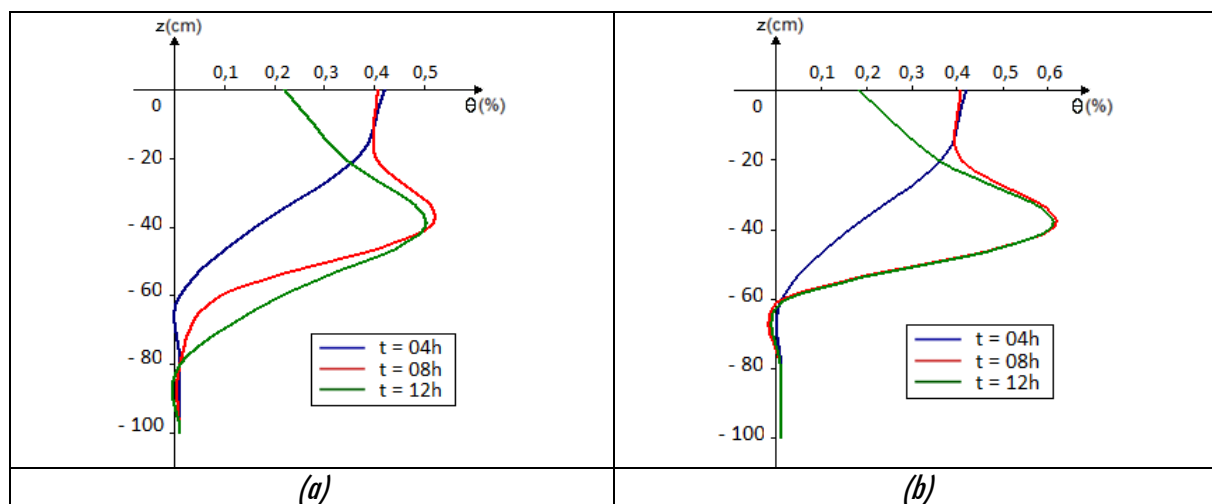 z(cm)
0,1 0,2 0,3 0,4 0,5
0 θ(%)
- 20
- 40
- 60
- 80
- 100
t = 04h
t = 08h
t = 12h
(a)
z(cm)
0,1 0,2 0,3 0,4 0,5 0,6
0 θ(%)
- 20
- 40
- 60
- 80
- 100
t = 04h
t = 08h
t = 12h
(b)